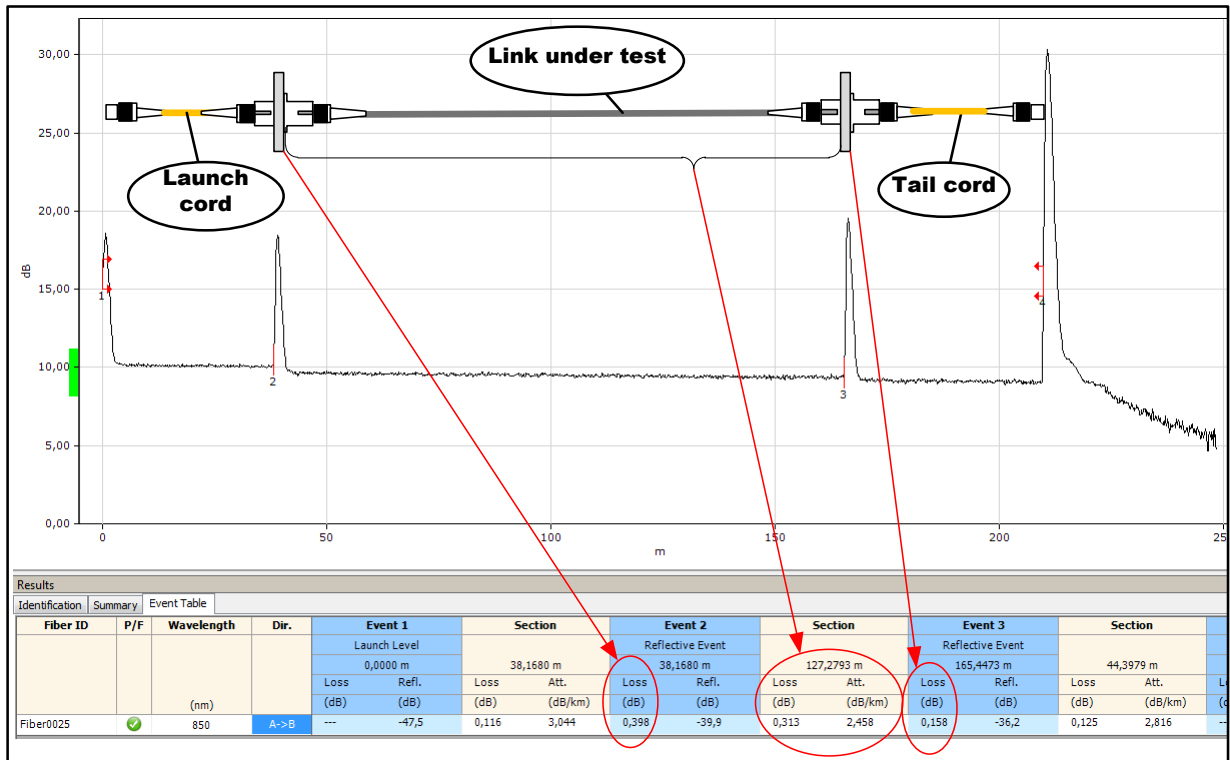 30,00
25,00
20,00
15,00
10,00
5,00
0,00
dB
Link under test
Launch
cord
Tail cord
1
2
3
4
0
50
100
150
200
250
m
Results
Identification Summary Event Table
Fiber ID P/F Wavelength Dir. Event 1 Section Event 2 Section Event 3 Section
Launch Level Reflective Event Reflective Event
0,0000 m 38,1680 m 38,1680 m 127,2793 m 165,4473 m 44,3979 m
Loss Refl. Loss Att. Loss Refl. Loss Att. Loss Refl. Loss Att.
(nm) (dB) (dB) (dB) (dB/km) (dB) (dB) (dB) (dB/km) (dB) (dB) (dB) (dB/km)
Fiber0025 850 A->B --- -47,5 0,116 3,044 0,398 -39,9 0,313 2,458 0,158 -36,2 0,125 2,816